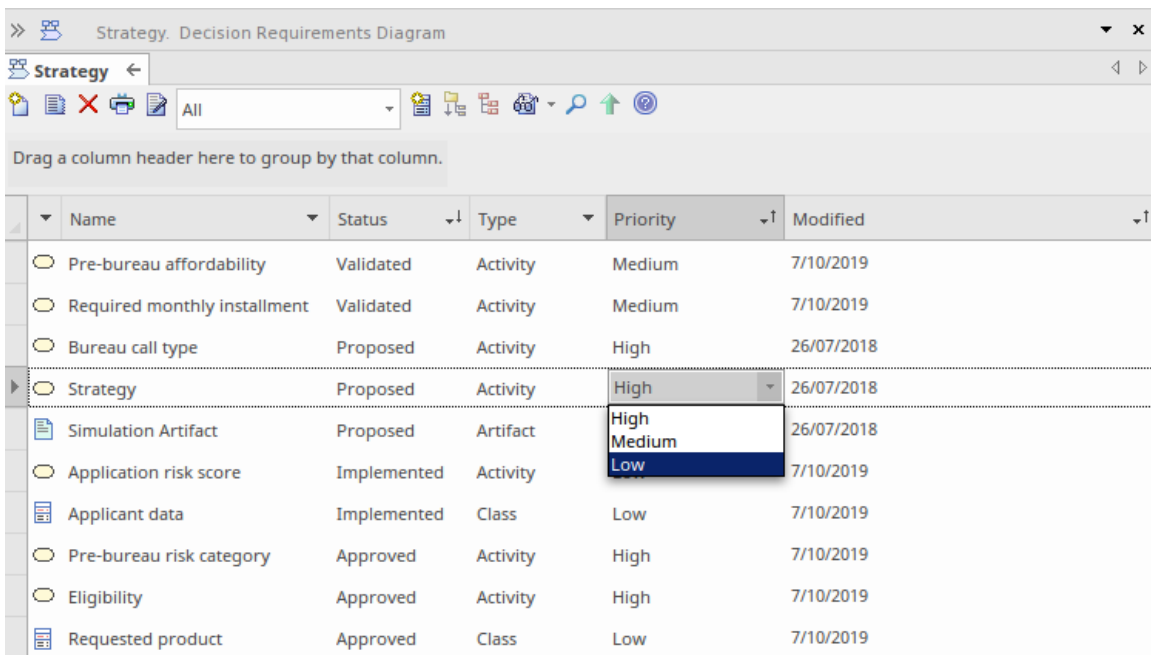 Strategy. Decision Requirements Diagram
Strategy
All
Drag a column header here to group by that column.
Name Status Type Priority Modified
Pre-bureau affordability Validated Activity Medium 7/10/2019
Required monthly installment Validated Activity Medium 7/10/2019
Bureau call type Proposed Activity High 26/07/2018
Strategy Proposed Activity High 26/07/2018
High
Medium
Low
Simulation Artifact Proposed Artifact 26/07/2018
Application risk score Implemented Activity 7/10/2019
Applicant data Implemented Class Low 7/10/2019
Pre-bureau risk category Approved Activity High 7/10/2019
Eligibility Approved Activity High 7/10/2019
Requested product Approved Class Low 7/10/2019